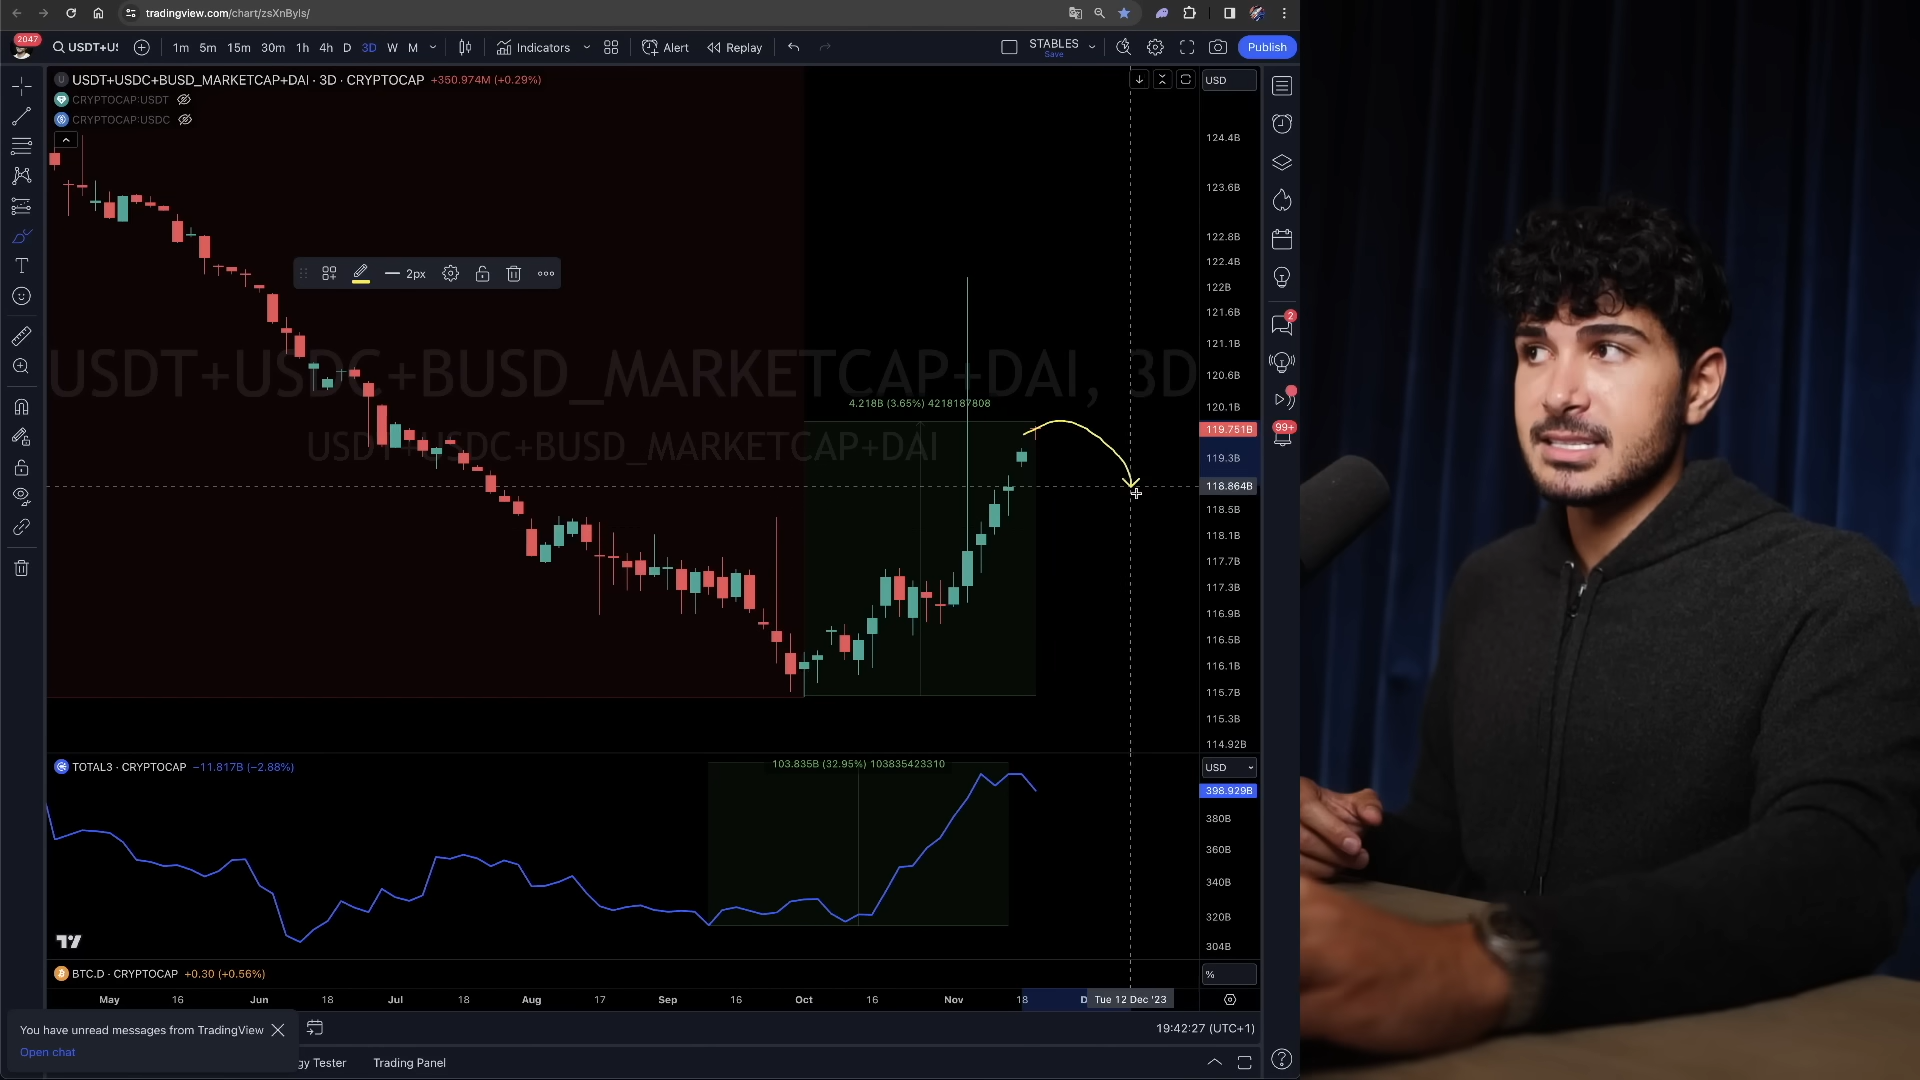 tradingview.com/chart/zsXnByls/
2047
USDT+US
1m 5m 15m 30m 1h 4h D 3D W M
Indicators
Alert
Replay
STABLES
Save
Publish
USDT+USDC+BUSD_MARKETCAP+DAI · 3D · CRYPTOCAP +350.974M (+0.29%)
USD
CRYPTOCAP:USDT
CRYPTOCAP:USDC
124.4B
123.6B
122.8B
122.4B
122B
121.6B
121.1B
120.6B
120.1B
119.751B
119.3B
118.864B
118.5B
118.1B
117.7B
117.3B
116.9B
116.5B
116.1B
115.7B
115.3B
114.92B
2px
USDT+USDC+BUSD_MARKETCAP+DAI, 3D
4.218B (3.65%) 4218187808
USDT+USDC+BUSD_MARKETCAP+DAI
2
99+
TOTAL3 · CRYPTOCAP −11.817B (−2.88%)
103.835B (32.95%) 103835423310
USD
398.929B
380B
360B
340B
320B
304B
BTC.D · CRYPTOCAP +0.30 (+0.56%)
%
May 16 Jun 18 Jul 18 Aug 17 Sep 16 Oct 16 Nov 18 D Tue 12 Dec '23
You have unread messages from TradingView
Open chat
19:42:27 (UTC+1)
gy Tester
Trading Panel